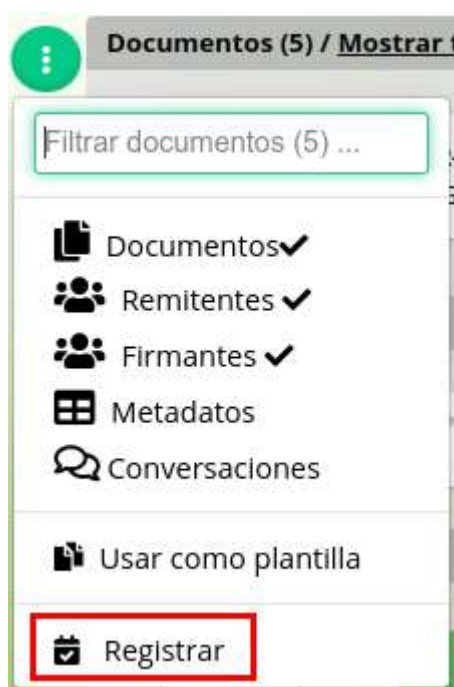 Documentos (5) / Mostrar
Filtrar documentos (5) ...
Documentos
Remitentes
Firmantes
Metadatos
Conversaciones
Usar como plantilla
Registrar